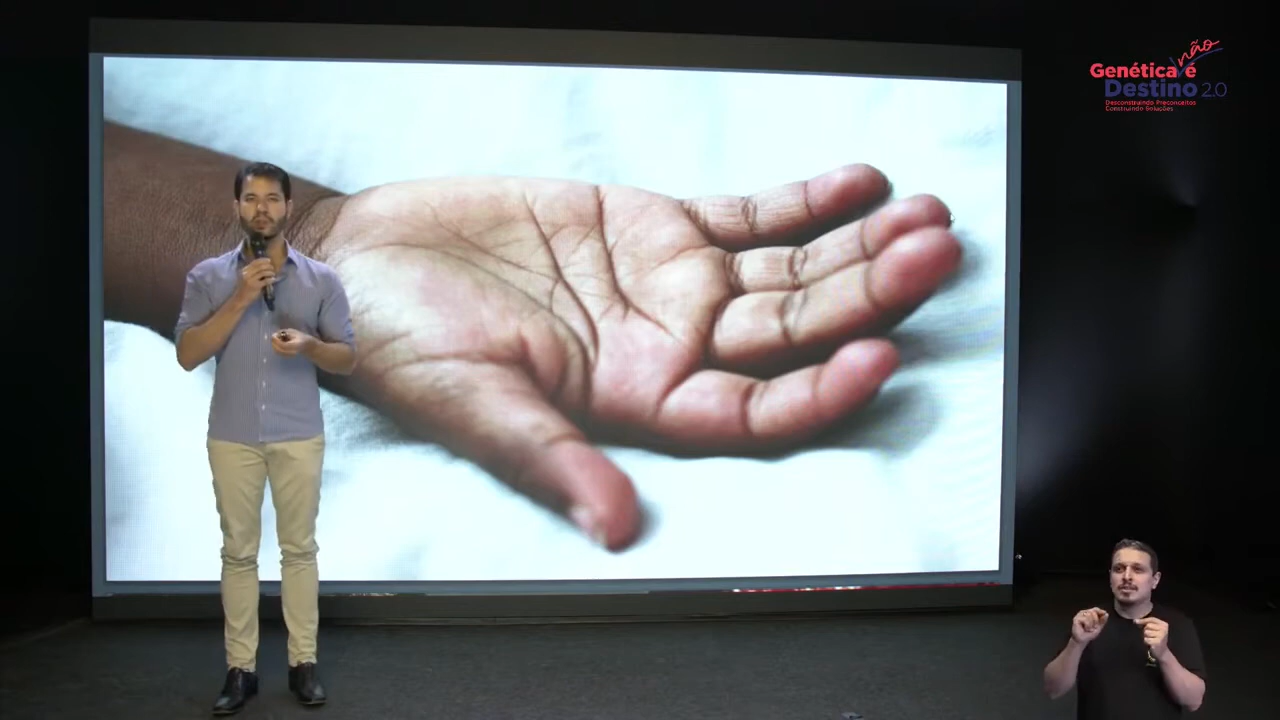 não
Genética é
Destino 2.0
Desconstruindo Preconceitos
Construindo Soluções